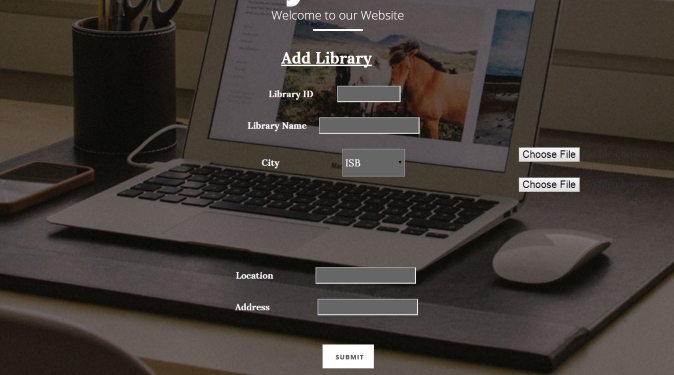 Welcome to our Website
Add Library
Library ID
Library Name
City ISB
Choose File
Choose File
Location
Address
SUBMIT